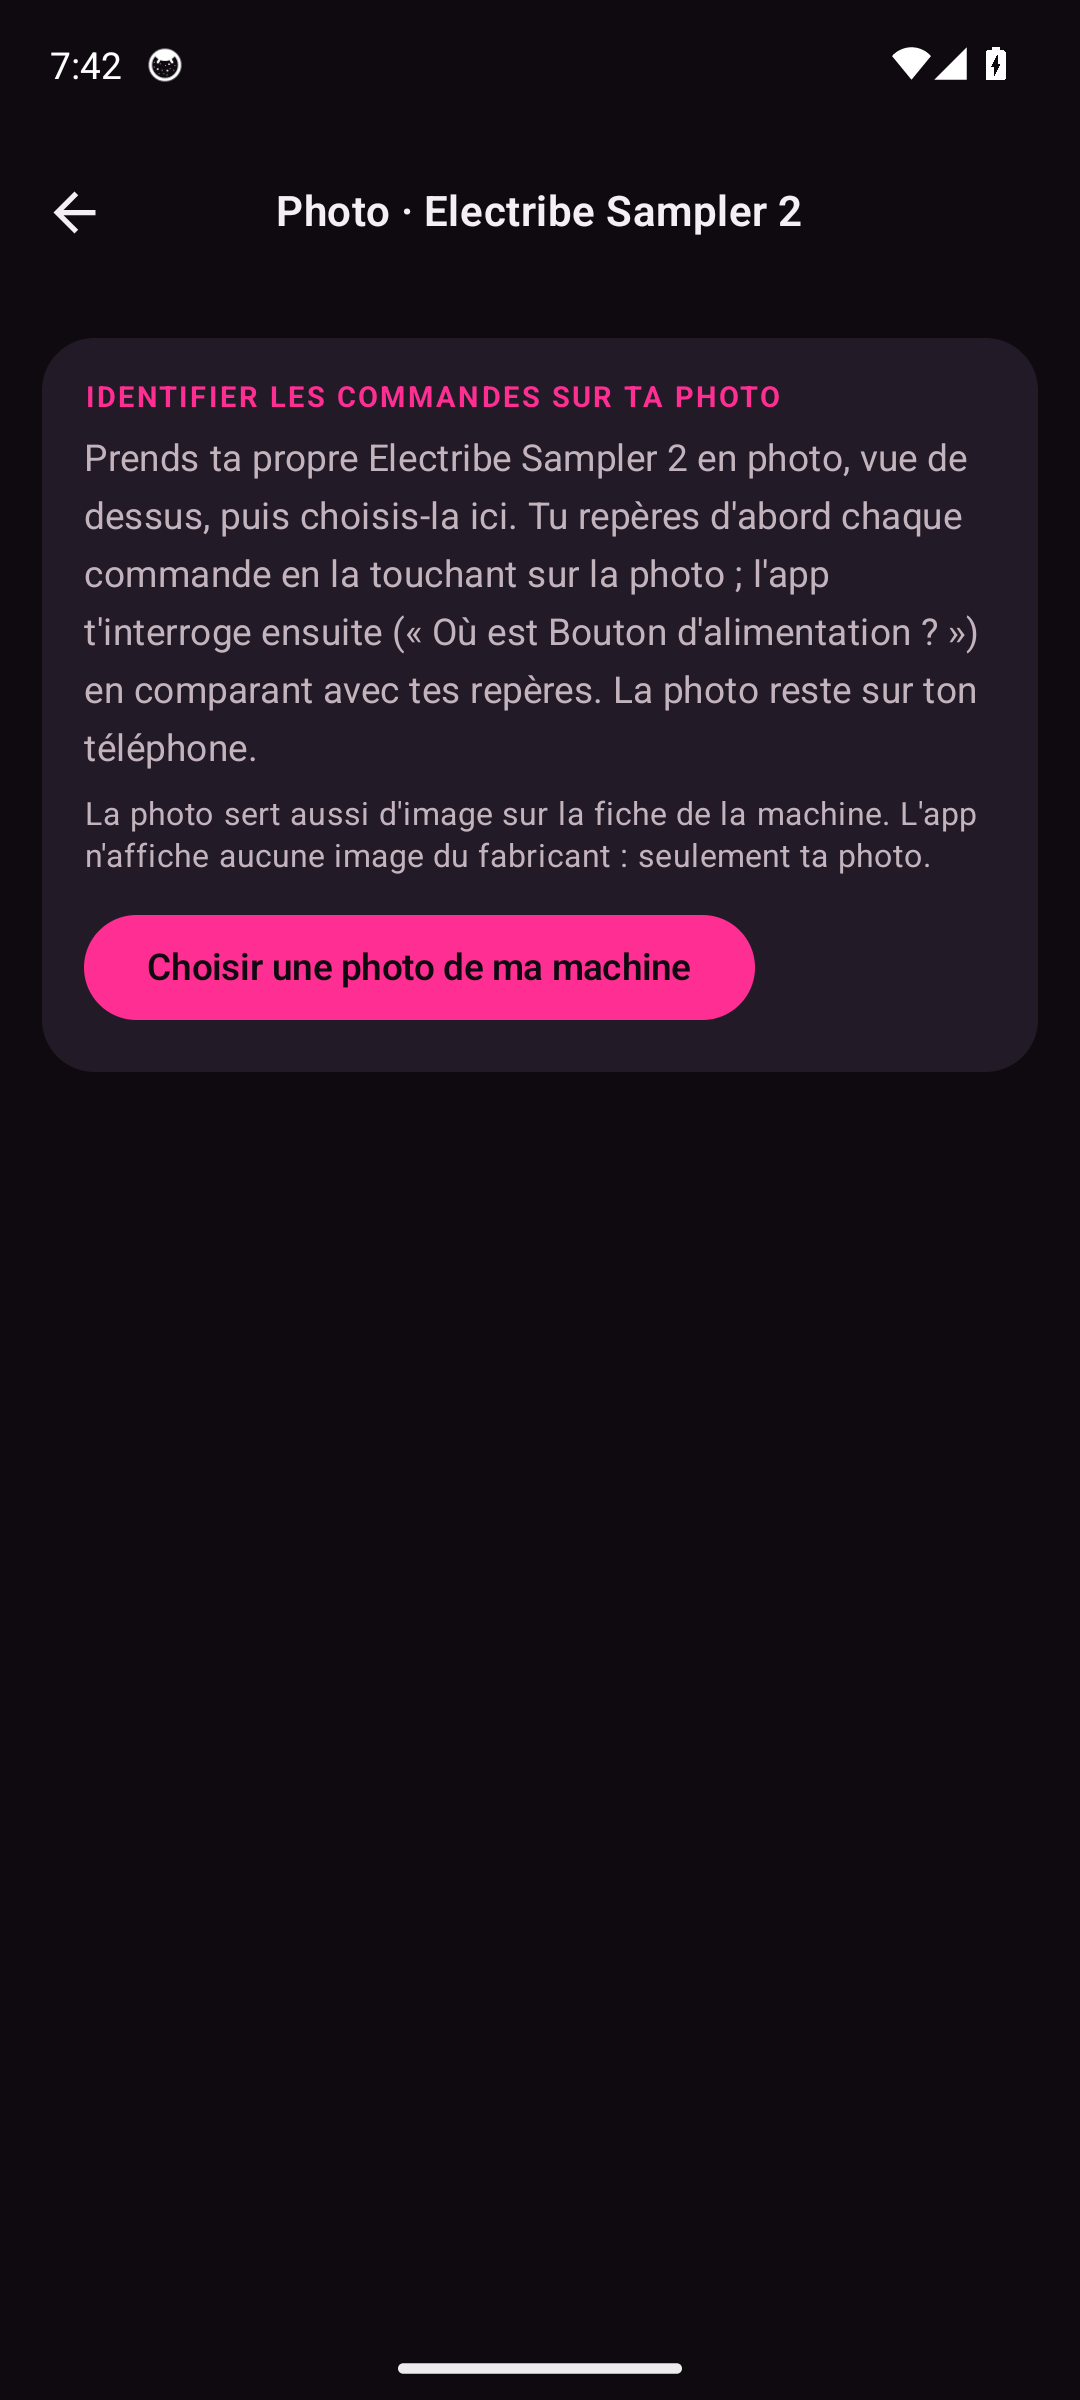 7:42
Photo · Electribe Sampler 2
IDENTIFIER LES COMMANDES SUR TA PHOTO
Prends ta propre Electribe Sampler 2 en photo, vue de
dessus, puis choisis-la ici. Tu repères d'abord chaque
commande en la touchant sur la photo ; l'app
t'interroge ensuite (« Où est Bouton d'alimentation ? »)
en comparant avec tes repères. La photo reste sur ton
téléphone.
La photo sert aussi d'image sur la fiche de la machine. L'app
n'affiche aucune image du fabricant : seulement ta photo.
Choisir une photo de ma machine